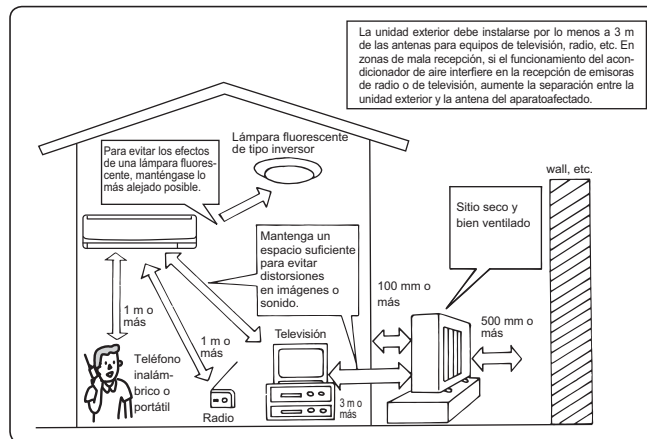 La unidad exterior debe instalarse por lo menos a 3 m
de las antenas para equipos de televisión, radio, etc. En
zonas de mala recepción, si el funcionamiento del acon-
dicionador de aire interfiere en la recepción de emisoras
de radio o de televisión, aumente la separación entre la
unidad exterior y la antena del aparatoafectado.
Lámpara fluorescente
de tipo inversor
Para evitar los efectos
de una lámpara fluores-
cente, manténgase lo
más alejado posible.
wall, etc.
Sitio seco y
bien ventilado
Mantenga un
espacio suficiente
para evitar
distorsiones
en imágenes o
sonido.
100 mm o
más
500 mm o
más
1 m o
más
1 m o
más
Televisión
Teléfono
inalám-
brico o
portátil
Radio
3 m o
más